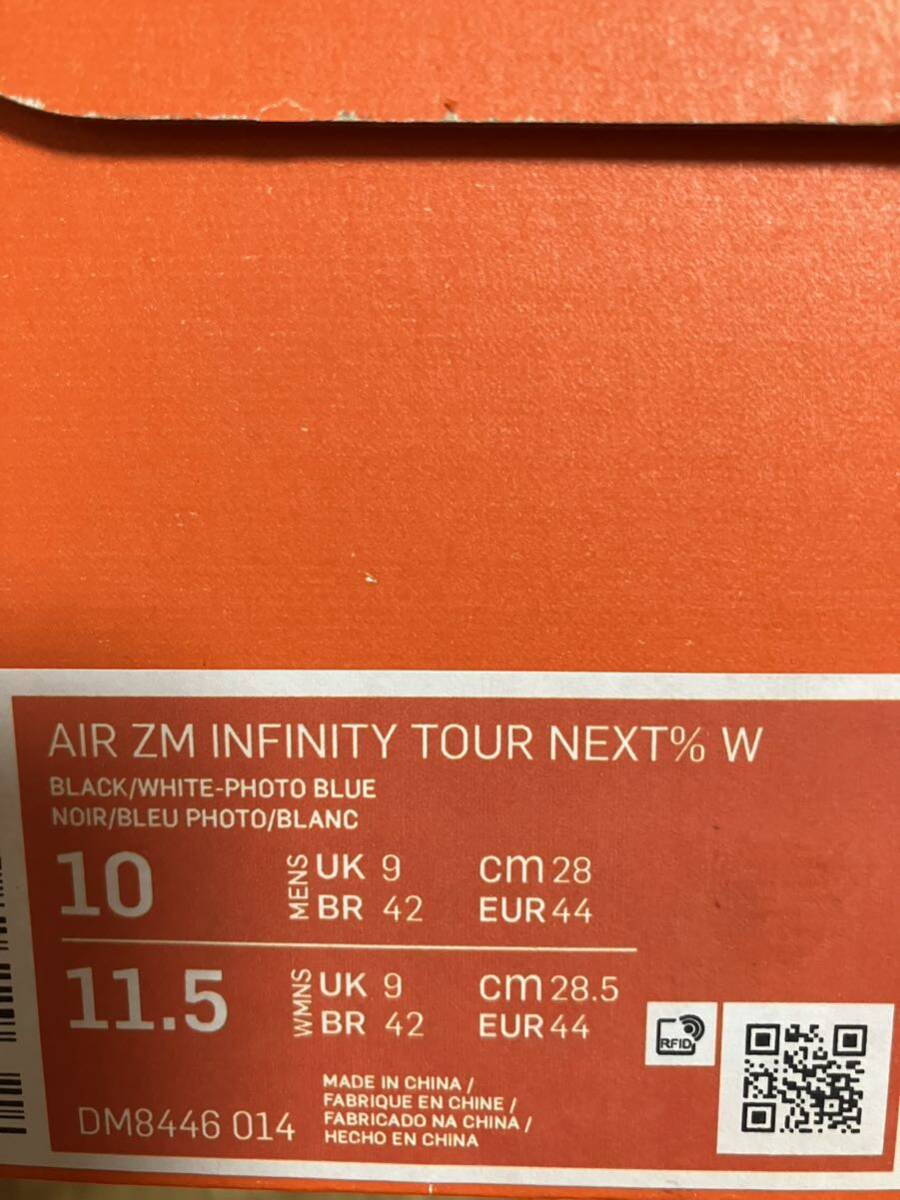 AIR ZM INFINITY TOUR NEXT% W
BLACK/WHITE-PHOTO BLUE
NOIR/BLEU PHOTO/BLANC
10 MENS UK 9 cm 28
BR 42 EUR 44
11.5 WMNS UK 9 cm 28.5
BR 42 EUR 44
RFID
DM8446 014
MADE IN CHINA /
FABRIQUE EN CHINE /
FABRICADO NA CHINA /
HECHO EN CHINA